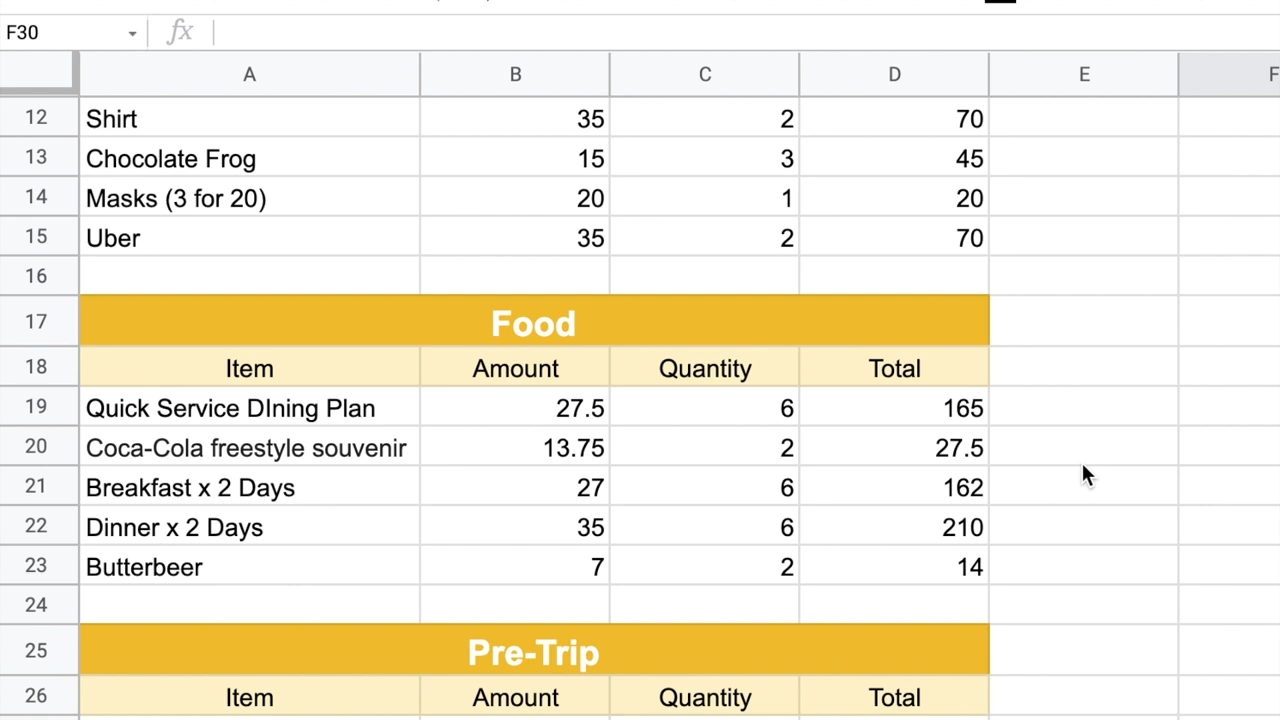 F30 fx
A B C D E F
12 Shirt 35 2 70
13 Chocolate Frog 15 3 45
14 Masks (3 for 20) 20 1 20
15 Uber 35 2 70
16
17 Food
18 Item Amount Quantity Total
19 Quick Service DIning Plan 27.5 6 165
20 Coca-Cola freestyle souvenir 13.75 2 27.5
21 Breakfast x 2 Days 27 6 162
22 Dinner x 2 Days 35 6 210
23 Butterbeer 7 2 14
24
25 Pre-Trip
26 Item Amount Quantity Total